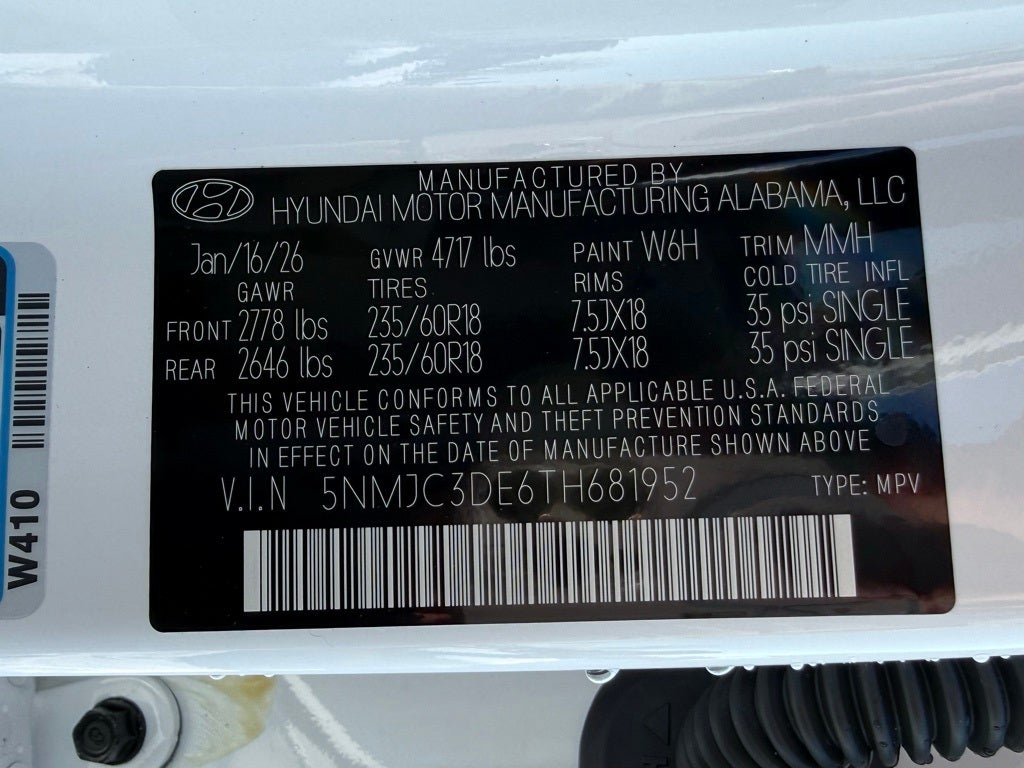 MANUFACTURED BY
HYUNDAI MOTOR MANUFACTURING ALABAMA, LLC
Jan/16/26 GVWR 4717 lbs PAINT W6H TRIM MMH
GAWR TIRES RIMS COLD TIRE INFL
FRONT 2778 lbs 235/60R18 7.5JX18 35 psi SINGLE
REAR 2646 lbs 235/60R18 7.5JX18 35 psi SINGLE
THIS VEHICLE CONFORMS TO ALL APPLICABLE U.S.A. FEDERAL
MOTOR VEHICLE SAFETY AND THEFT PREVENTION STANDARDS
IN EFFECT ON THE DATE OF MANUFACTURE SHOWN ABOVE
V.I.N 5NMJC3DE6TH681952 TYPE: MPV
W410